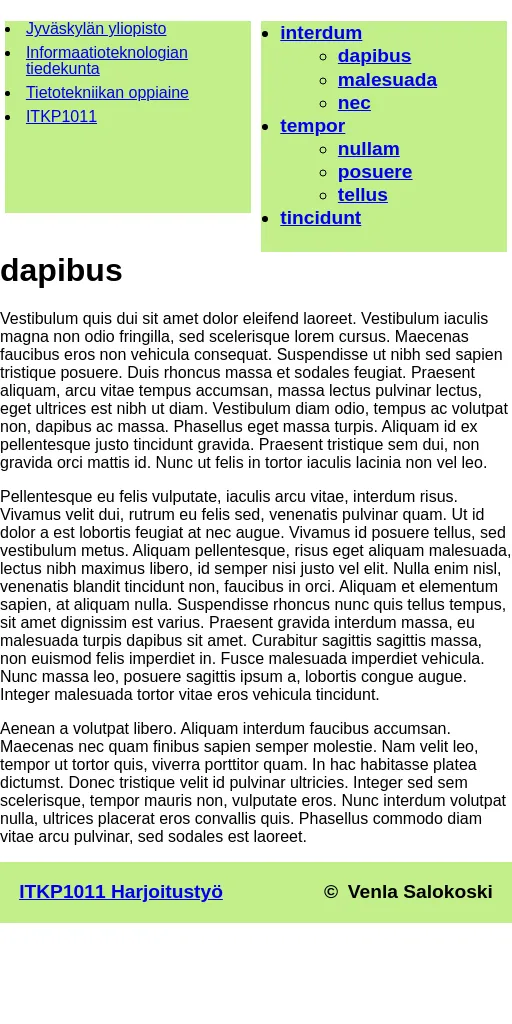 Jyväskylän yliopisto
Informaatioteknologian
tiedekunta
Tietotekniikan oppiaine
ITKP1011
interdum
dapibus
malesuada
nec
tempor
nullam
posuere
tellus
tincidunt
dapibus
Vestibulum quis dui sit amet dolor eleifend laoreet. Vestibulum iaculis
magna non odio fringilla, sed scelerisque lorem cursus. Maecenas
faucibus eros non vehicula consequat. Suspendisse ut nibh sed sapien
tristique posuere. Duis rhoncus massa et sodales feugiat. Praesent
aliquam, arcu vitae tempus accumsan, massa lectus pulvinar lectus,
eget ultrices est nibh ut diam. Vestibulum diam odio, tempus ac volutpat
non, dapibus ac massa. Phasellus eget massa turpis. Aliquam id ex
pellentesque justo tincidunt gravida. Praesent tristique sem dui, non
gravida orci mattis id. Nunc ut felis in tortor iaculis lacinia non vel leo.
Pellentesque eu felis vulputate, iaculis arcu vitae, interdum risus.
Vivamus velit dui, rutrum eu felis sed, venenatis pulvinar quam. Ut id
dolor a est lobortis feugiat at nec augue. Vivamus id posuere tellus, sed
vestibulum metus. Aliquam pellentesque, risus eget aliquam malesuada,
lectus nibh maximus libero, id semper nisi justo vel elit. Nulla enim nisl,
venenatis blandit tincidunt non, faucibus in orci. Aliquam et elementum
sapien, at aliquam nulla. Suspendisse rhoncus nunc quis tellus tempus,
sit amet dignissim est varius. Praesent gravida interdum massa, eu
malesuada turpis dapibus sit amet. Curabitur sagittis sagittis massa,
non euismod felis imperdiet in. Fusce malesuada imperdiet vehicula.
Nunc massa leo, posuere sagittis ipsum a, lobortis congue augue.
Integer malesuada tortor vitae eros vehicula tincidunt.
Aenean a volutpat libero. Aliquam interdum faucibus accumsan.
Maecenas nec quam finibus sapien semper molestie. Nam velit leo,
tempor ut tortor quis, viverra porttitor quam. In hac habitasse platea
dictumst. Donec tristique velit id pulvinar ultricies. Integer sed sem
scelerisque, tempor mauris non, vulputate eros. Nunc interdum volutpat
nulla, ultrices placerat eros convallis quis. Phasellus commodo diam
vitae arcu pulvinar, sed sodales est laoreet.
ITKP1011 Harjoitustyö
© Venla Salokoski